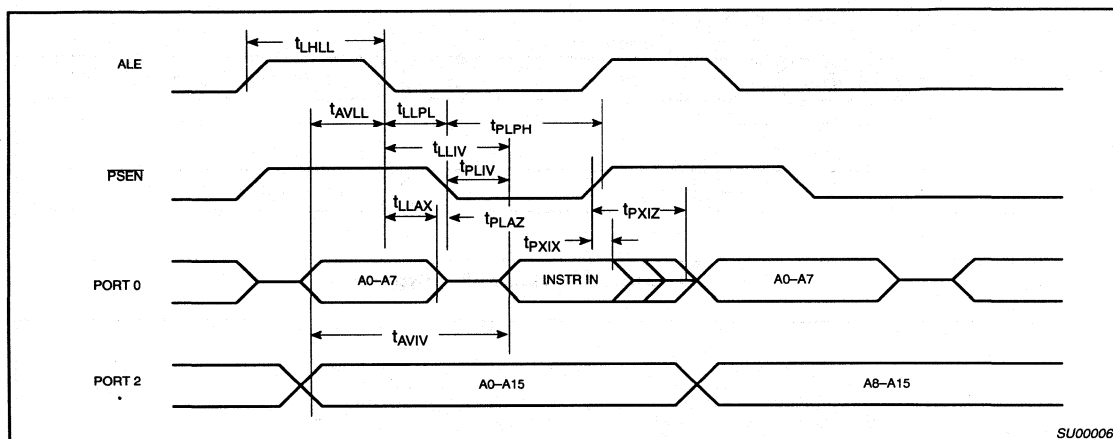 tLHLL
ALE
tAVLL
tLLPL
tPLPH
tLLIV
PSEN
tPLIV
tLLAX
tPLAZ
tPXIZ
tPXIX
PORT 0
A0–A7
INSTR IN
A0–A7
tAVIV
PORT 2
A0–A15
A8–A15
SU00006